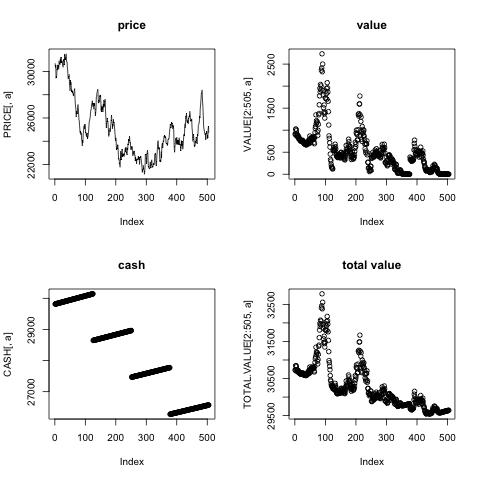 price
PRICE[, a]
22000
26000
30000
0 100 200 300 400 500
Index
value
VALUE[2:505, a]
0 500
1500
2500
0 100 200 300 400 500
Index
cash
CASH[, a]
27000
29000
0 100 200 300 400 500
Index
total value
TOTAL.VALUE[2:505, a]
29500 30500 31500 32500
0 100 200 300 400 500
Index